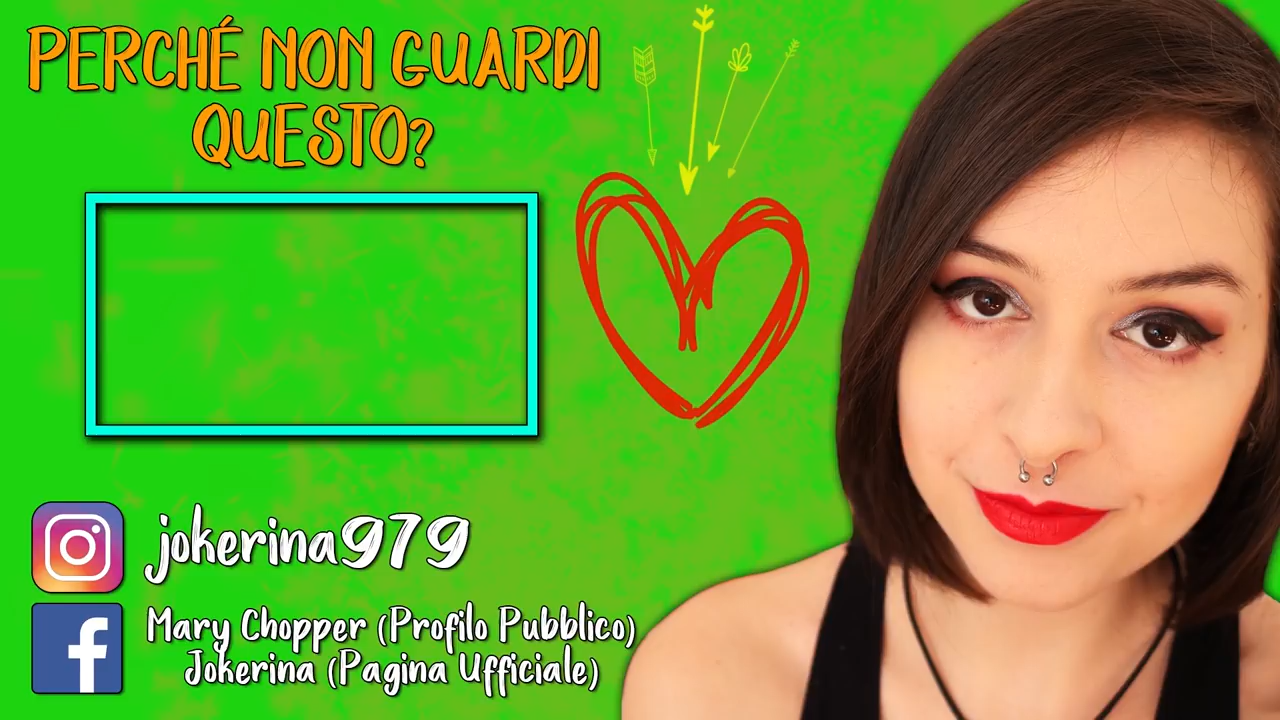 PERCHÉ NON GUARDI
QUESTO?
jokerina979
Mary Chopper (Profilo Pubblico)
Jokerina (Pagina Ufficiale)